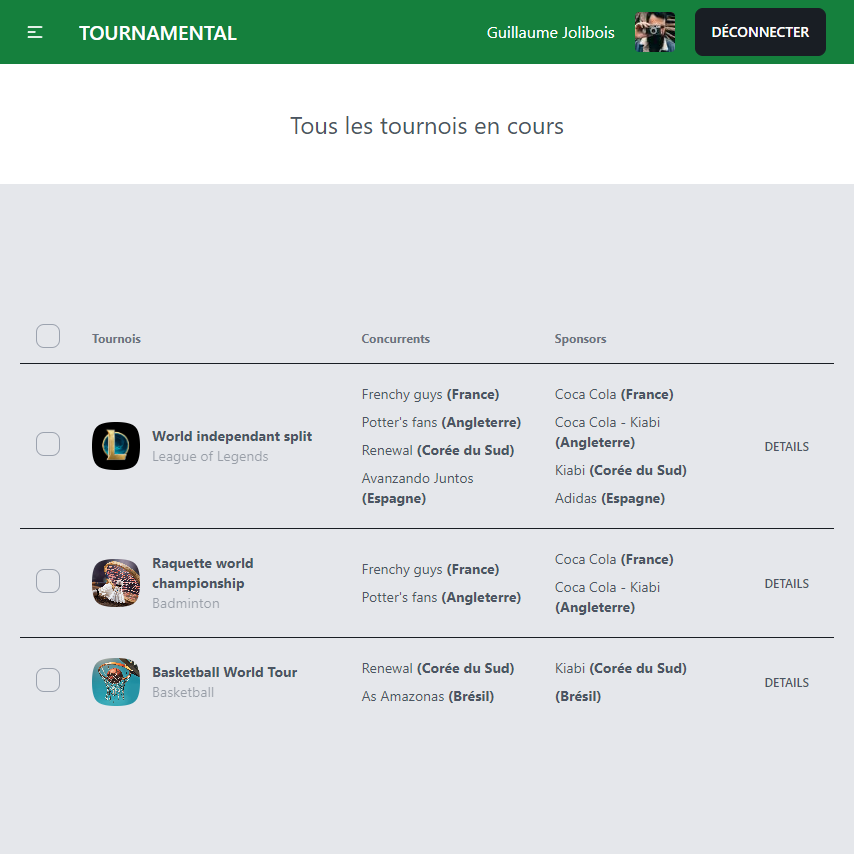 TOURNAMENTAL
Guillaume Jolibois
DÉCONNECTER
Tous les tournois en cours
Tournois
Concurrents
Sponsors
World independant split
League of Legends
Frenchy guys (France)
Potter's fans (Angleterre)
Renewal (Corée du Sud)
Avanzando Juntos
(Espagne)
Coca Cola (France)
Coca Cola - Kiabi
(Angleterre)
Kiabi (Corée du Sud)
Adidas (Espagne)
DETAILS
Raquette world
championship
Badminton
Frenchy guys (France)
Potter's fans (Angleterre)
Coca Cola (France)
Coca Cola - Kiabi
(Angleterre)
DETAILS
Basketball World Tour
Basketball
Renewal (Corée du Sud)
As Amazonas (Brésil)
Kiabi (Corée du Sud)
(Brésil)
DETAILS